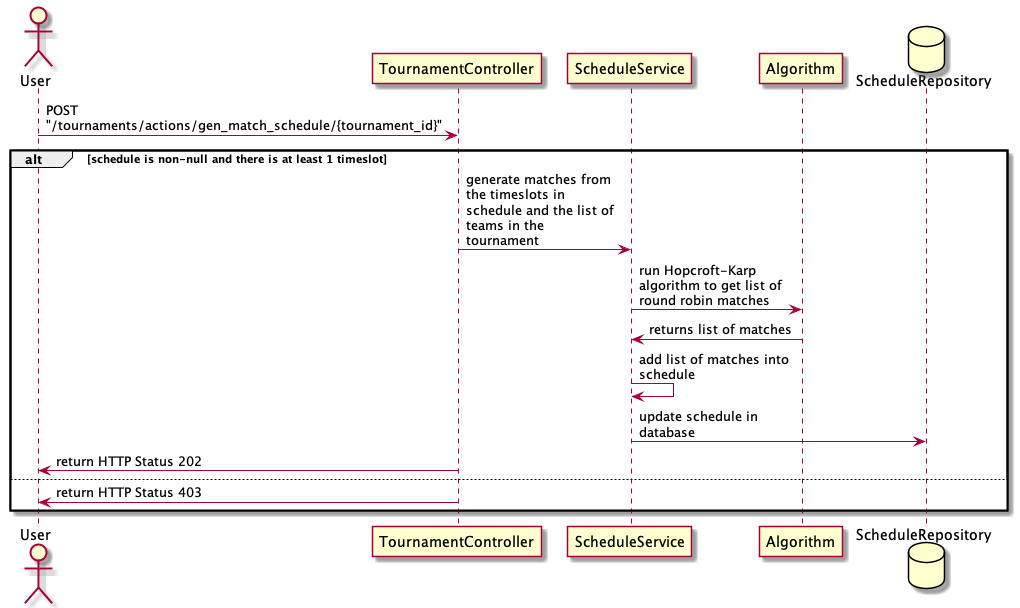 User
TournamentController
ScheduleService
Algorithm
ScheduleRepository
POST
"/tournaments/actions/gen_match_schedule/{tournament_id}"
alt
[schedule is non-null and there is at least 1 timeslot]
generate matches from
the timeslots in
schedule and the list of
teams in the
tournament
run Hopcroft-Karp
algorithm to get list of
round robin matches
returns list of matches
add list of matches into
schedule
update schedule in
database
return HTTP Status 202
return HTTP Status 403
User
TournamentController
ScheduleService
Algorithm
ScheduleRepository